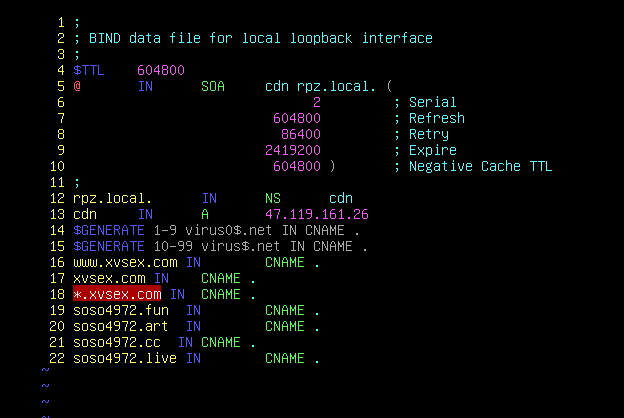 1 ;
2 ; BIND data file for local loopback interface
3 ;
4 $TTL    604800
5 @       IN      SOA     cdn rpz.local. (
6                               2         ; Serial
7                          604800         ; Refresh
8                           86400         ; Retry
9                         2419200         ; Expire
10                         604800 )       ; Negative Cache TTL
11 ;
12 rpz.local.      IN      NS      cdn
13 cdn     IN      A       47.119.161.26
14 $GENERATE 1-9 virus0$.net IN CNAME .
15 $GENERATE 10-99 virus$.net IN CNAME .
16 www.xvsex.com IN        CNAME .
17 xvsex.com IN    CNAME .
18 *.xvsex.com IN  CNAME .
19 soso4972.fun  IN        CNAME .
20 soso4972.art  IN        CNAME .
21 soso4972.cc  IN CNAME .
22 soso4972.live IN        CNAME .
~
~
~
~